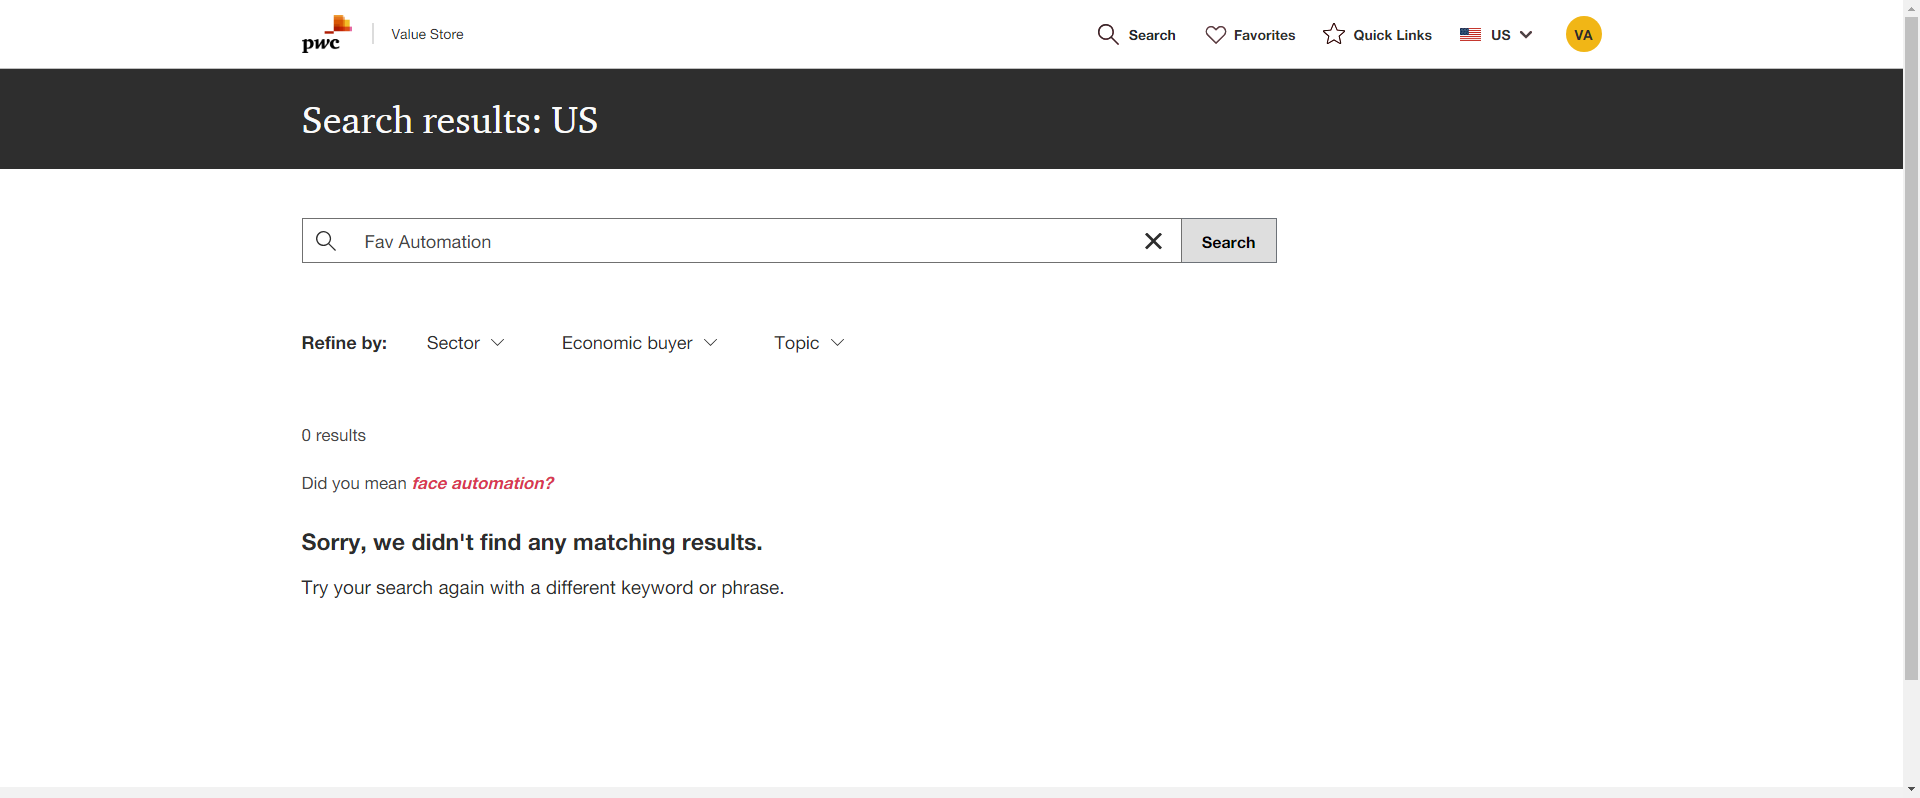 pwc Value Store Search Favorites Quick Links US VA
Search results: US
Fav Automation Search
Refine by: Sector Economic buyer Topic
0 results
Did you mean face automation?
Sorry, we didn't find any matching results.
Try your search again with a different keyword or phrase.